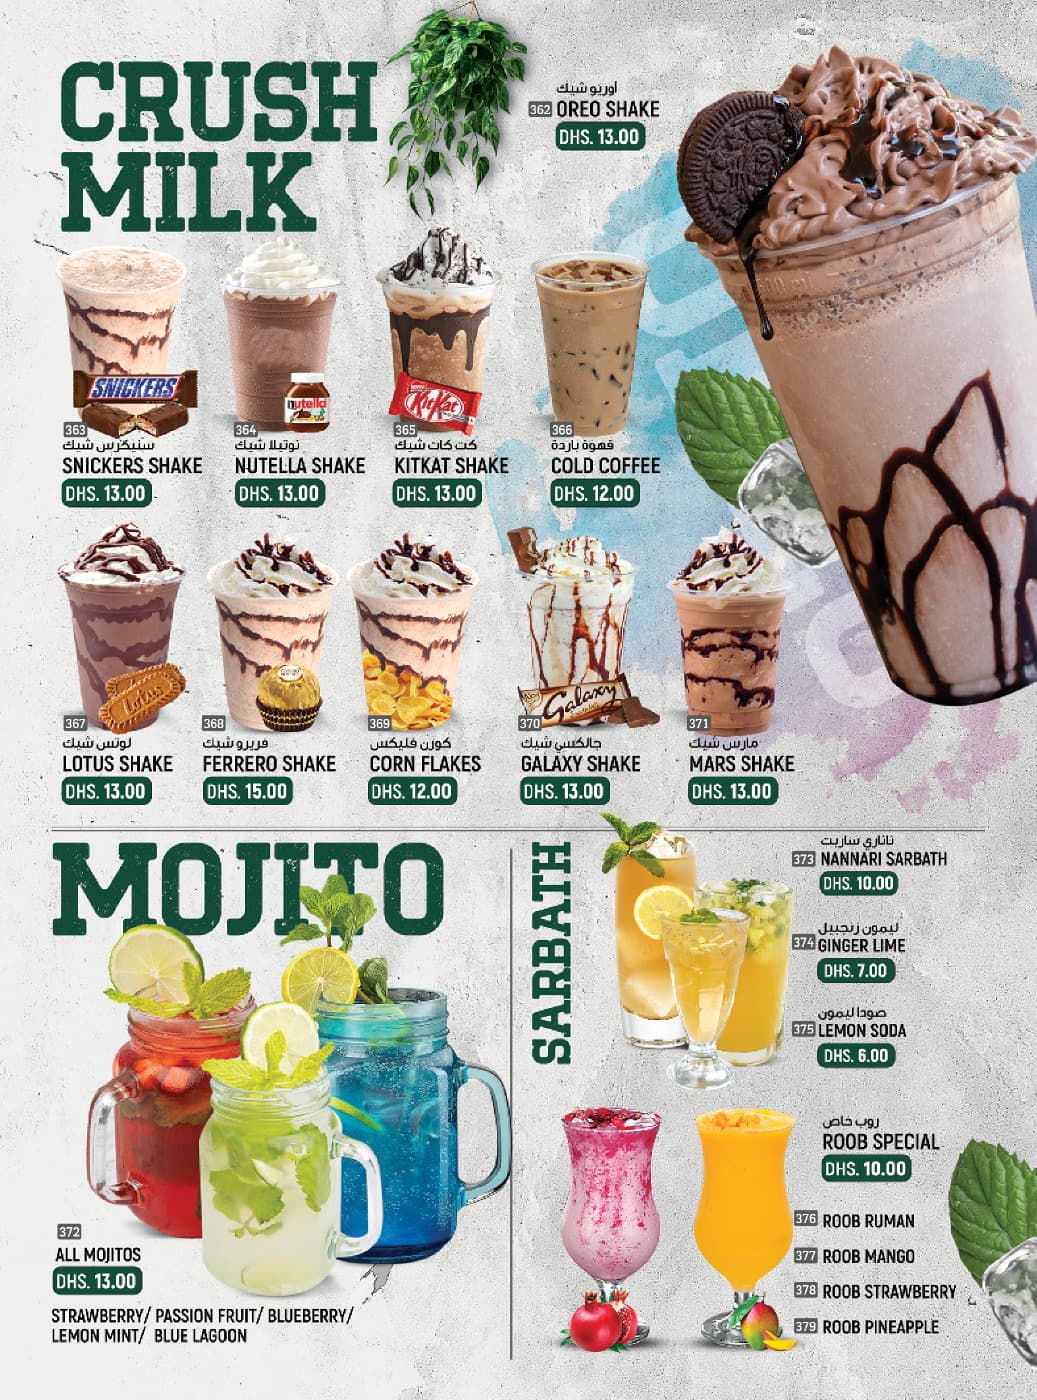 CRUSH
MILK
أوريو شيك
362 OREO SHAKE
DHS. 13.00
SNICKERS
363
سنيكرس شيك
SNICKERS SHAKE
DHS. 13.00
nutella
364
نوتيلا شيك
NUTELLA SHAKE
DHS. 13.00
KitKat
365
كت كات شيك
KITKAT SHAKE
DHS. 13.00
366
قهوة باردة
COLD COFFEE
DHS. 12.00
Lotus
367
لوتس شيك
LOTUS SHAKE
DHS. 13.00
368
فريرو شيك
FERRERO SHAKE
DHS. 15.00
369
كورن فليكس
CORN FLAKES
DHS. 12.00
Galaxy
370
جالكسي شيك
GALAXY SHAKE
DHS. 13.00
371
مارس شيك
MARS SHAKE
DHS. 13.00
MOJITO
372
ALL MOJITOS
DHS. 13.00
STRAWBERRY/ PASSION FRUIT/ BLUEBERRY/
LEMON MINT/ BLUE LAGOON
SARBATH
ناناري ساربت
373 NANNARI SARBATH
DHS. 10.00
ليمون زنجبيل
374 GINGER LIME
DHS. 7.00
صودا ليمون
375 LEMON SODA
DHS. 6.00
روب خاص
ROOB SPECIAL
DHS. 10.00
376 ROOB RUMAN
377 ROOB MANGO
378 ROOB STRAWBERRY
379 ROOB PINEAPPLE